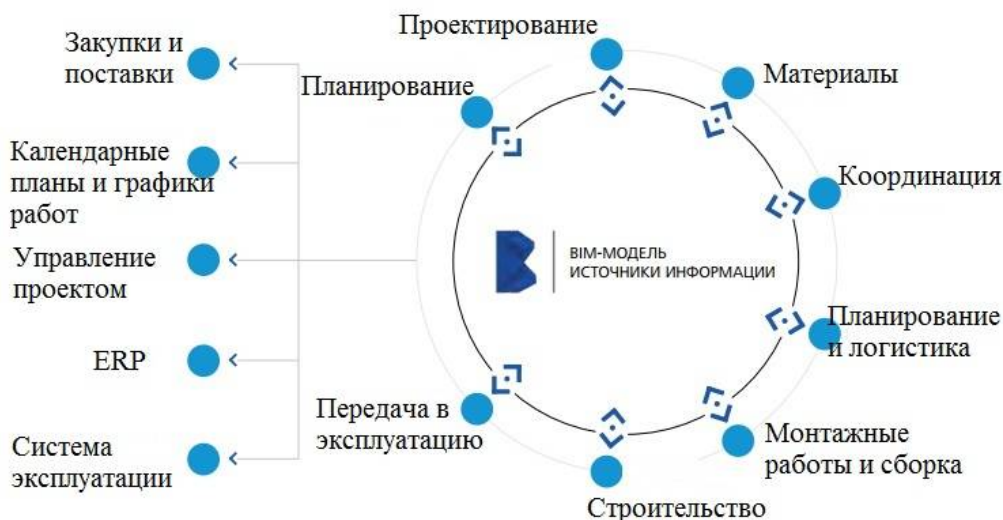 Закупки и
поставки
Календарные
планы и графики
работ
Управление
проектом
ERP
Система
эксплуатации
Проектирование
Планирование
Материалы
Координация
BIM-МОДЕЛЬ
ИСТОЧНИКИ ИНФОРМАЦИИ
Планирование
и логистика
Передача в
эксплуатацию
Монтажные
работы и сборка
Строительство